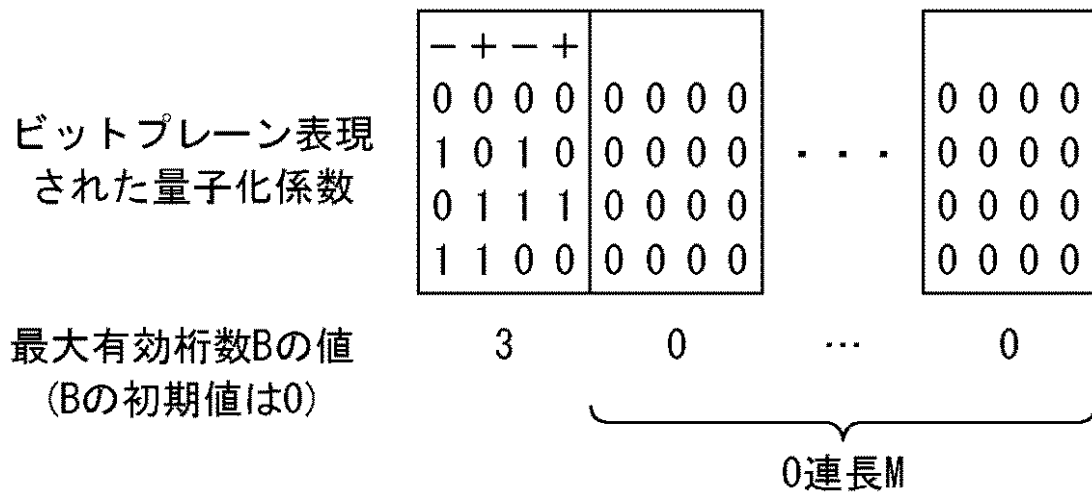 − + − +
0 0 0 0 0 0 0 0 0 0 0 0
ビットプレーン表現
1 0 1 0 0 0 0 0 ・・・ 0 0 0 0
された量子化係数
0 1 1 1 0 0 0 0 0 0 0 0
1 1 0 0 0 0 0 0 0 0 0 0
最大有効桁数Bの値 3 0 … 0
(Bの初期値は0)
0連長M